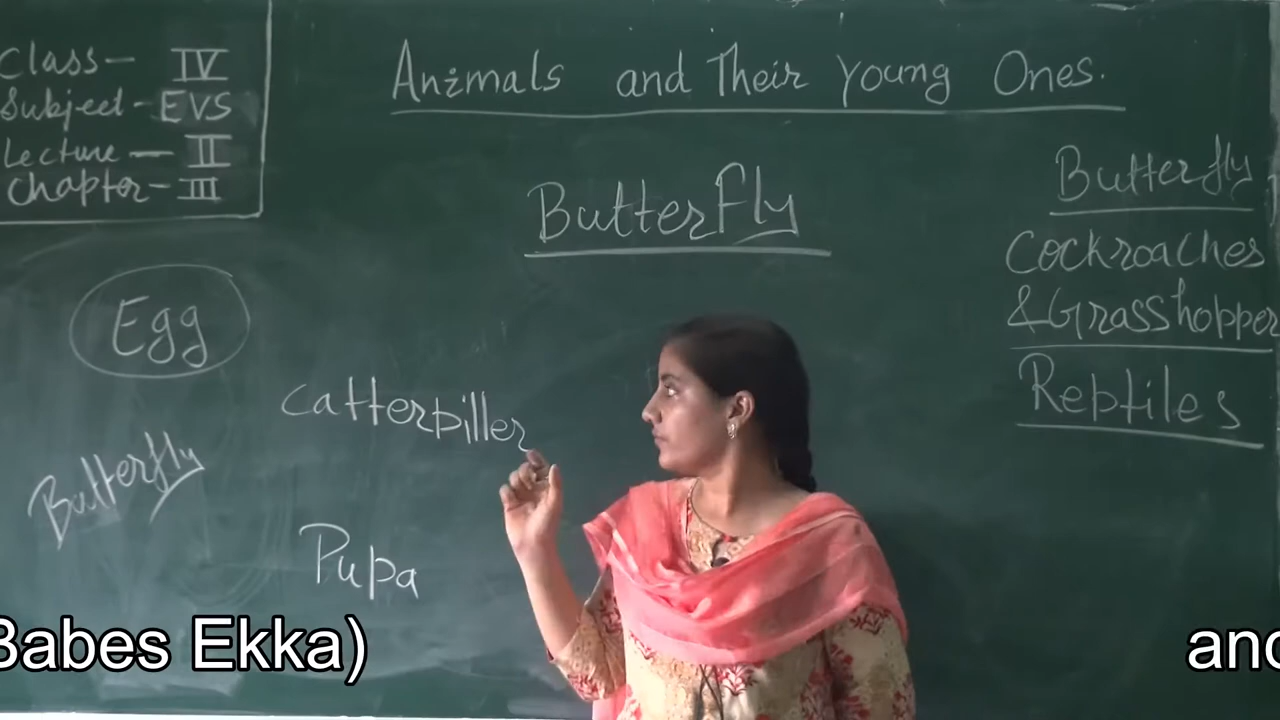 Class- IV
Subject- EVS
Lecture - II
Chapter- III
Animals and Their Young Ones.
Butterfly
Butterfly
Cockroaches
& Grasshopper
Reptiles
Egg
Catterpiller
Butterfly
Pupa
Babes Ekka)
and